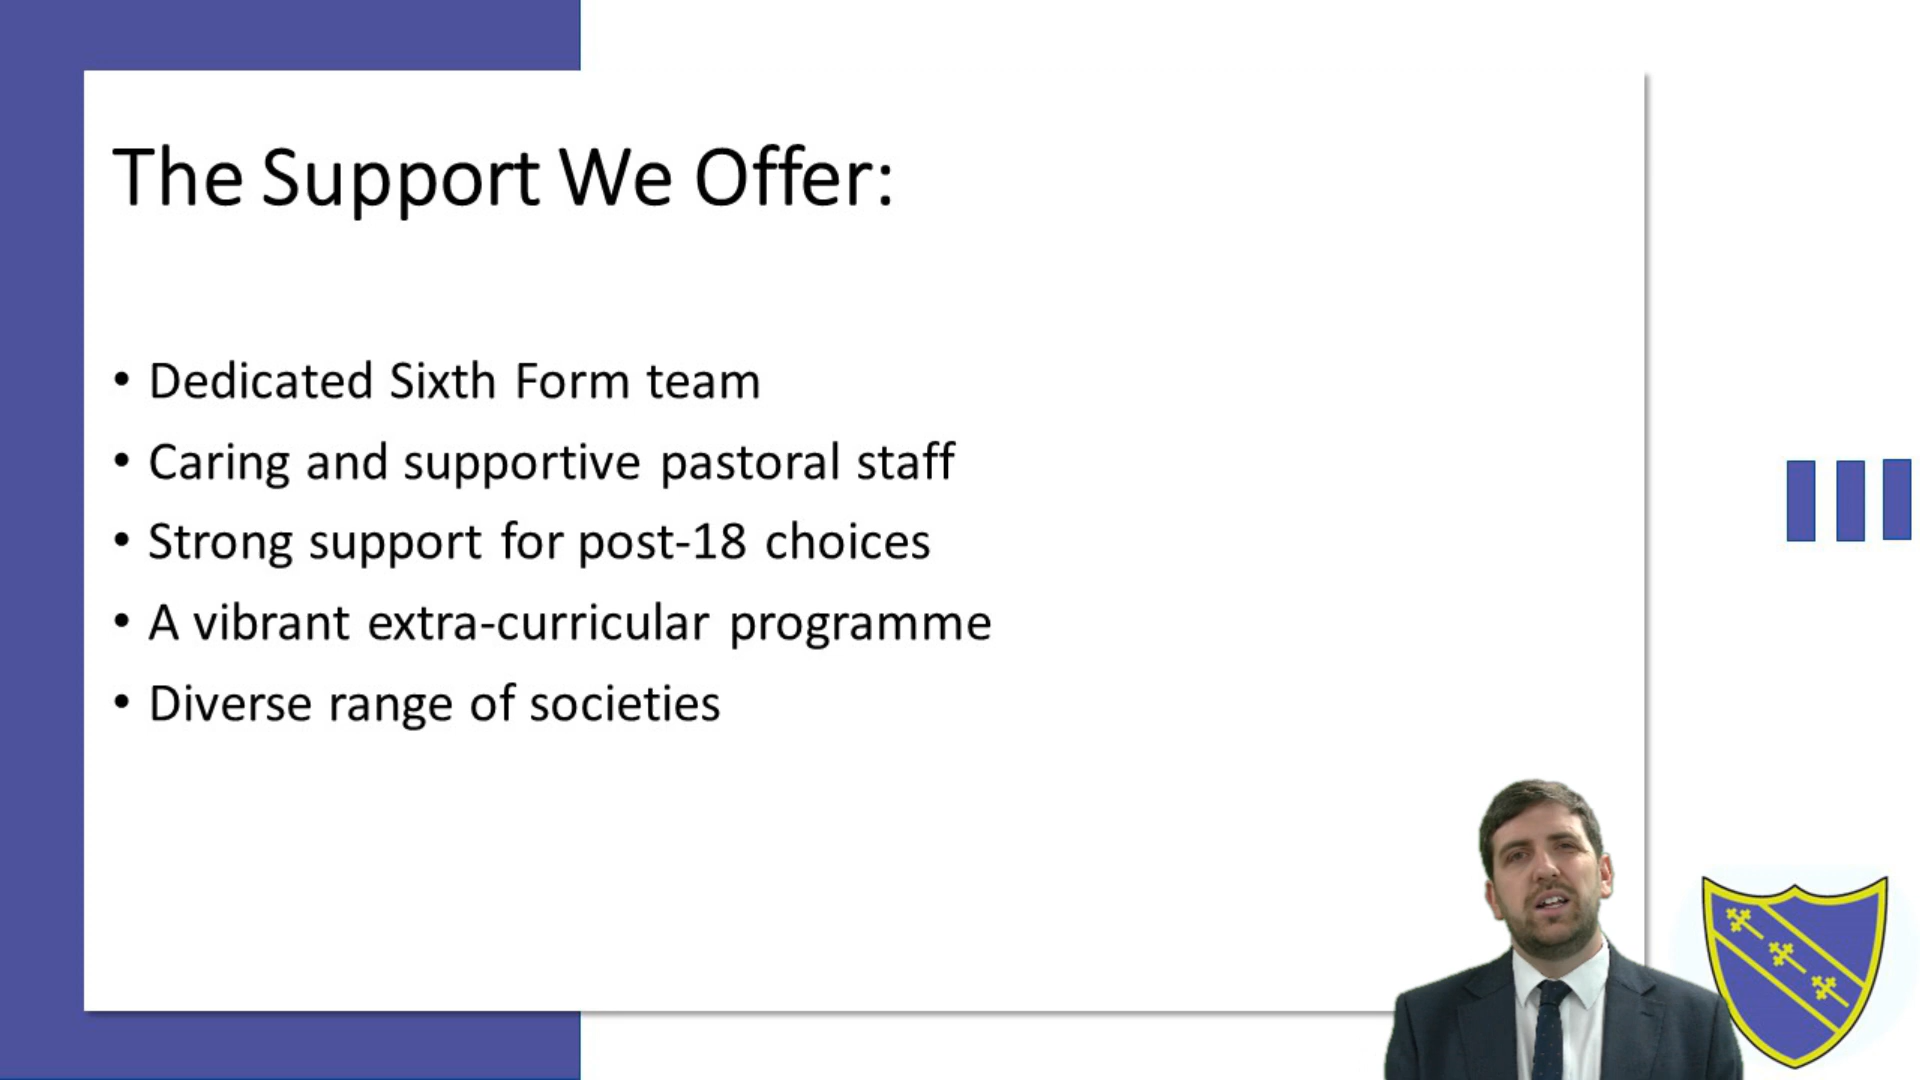 The Support We Offer:
• Dedicated Sixth Form team
• Caring and supportive pastoral staff
• Strong support for post-18 choices
• A vibrant extra-curricular programme
• Diverse range of societies